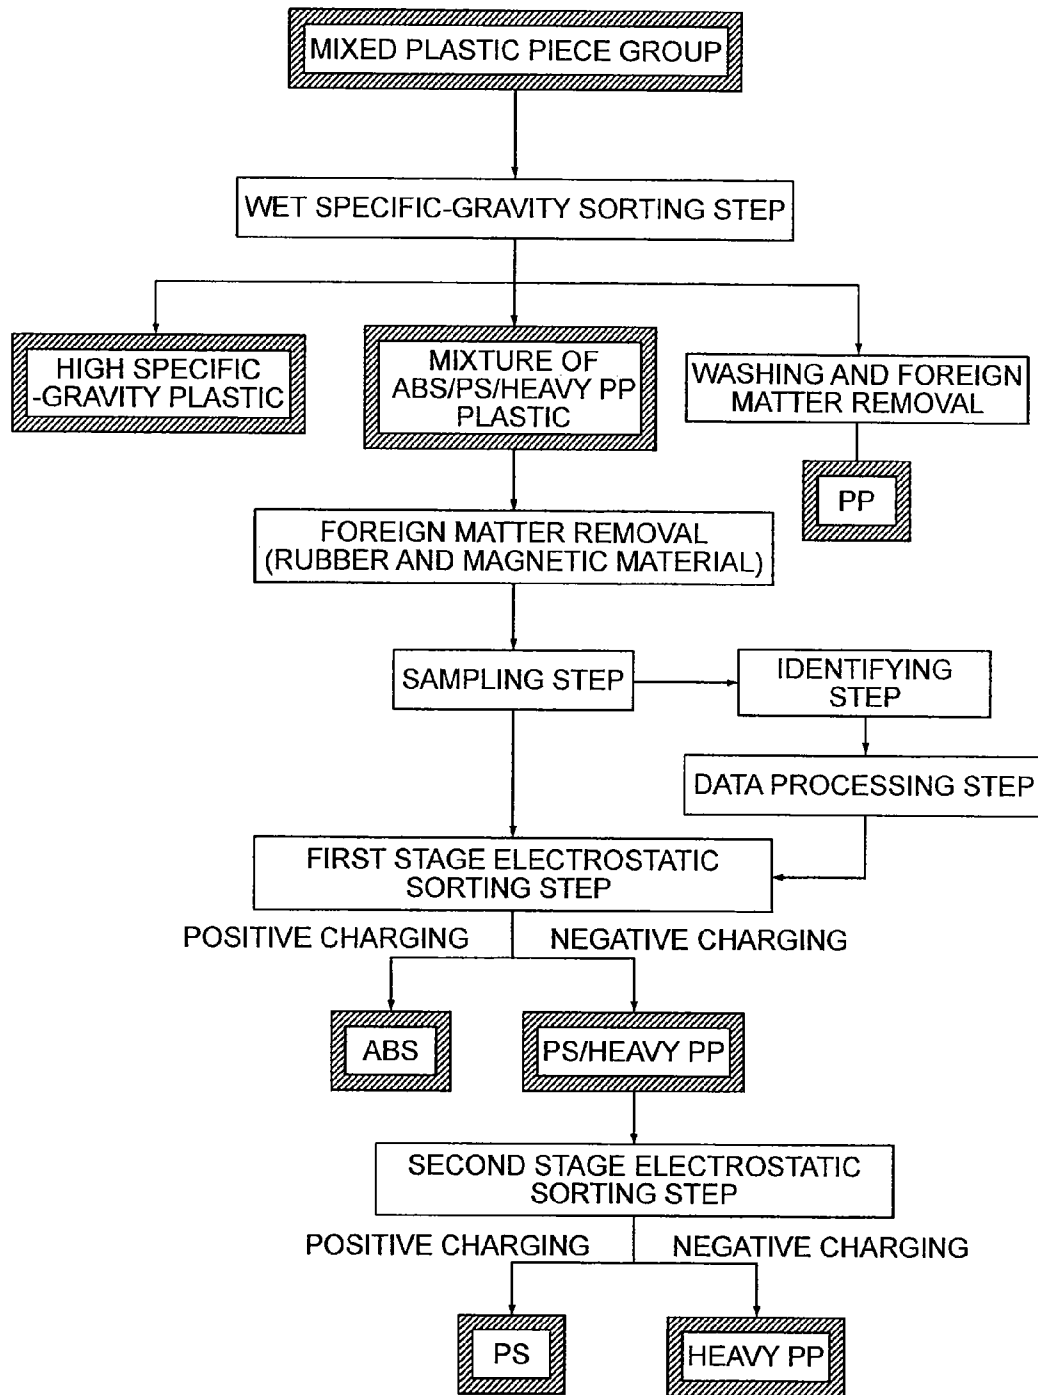 MIXED PLASTIC PIECE GROUP
WET SPECIFIC-GRAVITY SORTING STEP
HIGH SPECIFIC
-GRAVITY PLASTIC
MIXTURE OF
ABS/PS/HEAVY PP
PLASTIC
WASHING AND FOREIGN
MATTER REMOVAL
PP
FOREIGN MATTER REMOVAL
(RUBBER AND MAGNETIC MATERIAL)
SAMPLING STEP
IDENTIFYING
STEP
DATA PROCESSING STEP
FIRST STAGE ELECTROSTATIC
SORTING STEP
POSITIVE CHARGING
NEGATIVE CHARGING
ABS
PS/HEAVY PP
SECOND STAGE ELECTROSTATIC
SORTING STEP
POSITIVE CHARGING
NEGATIVE CHARGING
PS
HEAVY PP